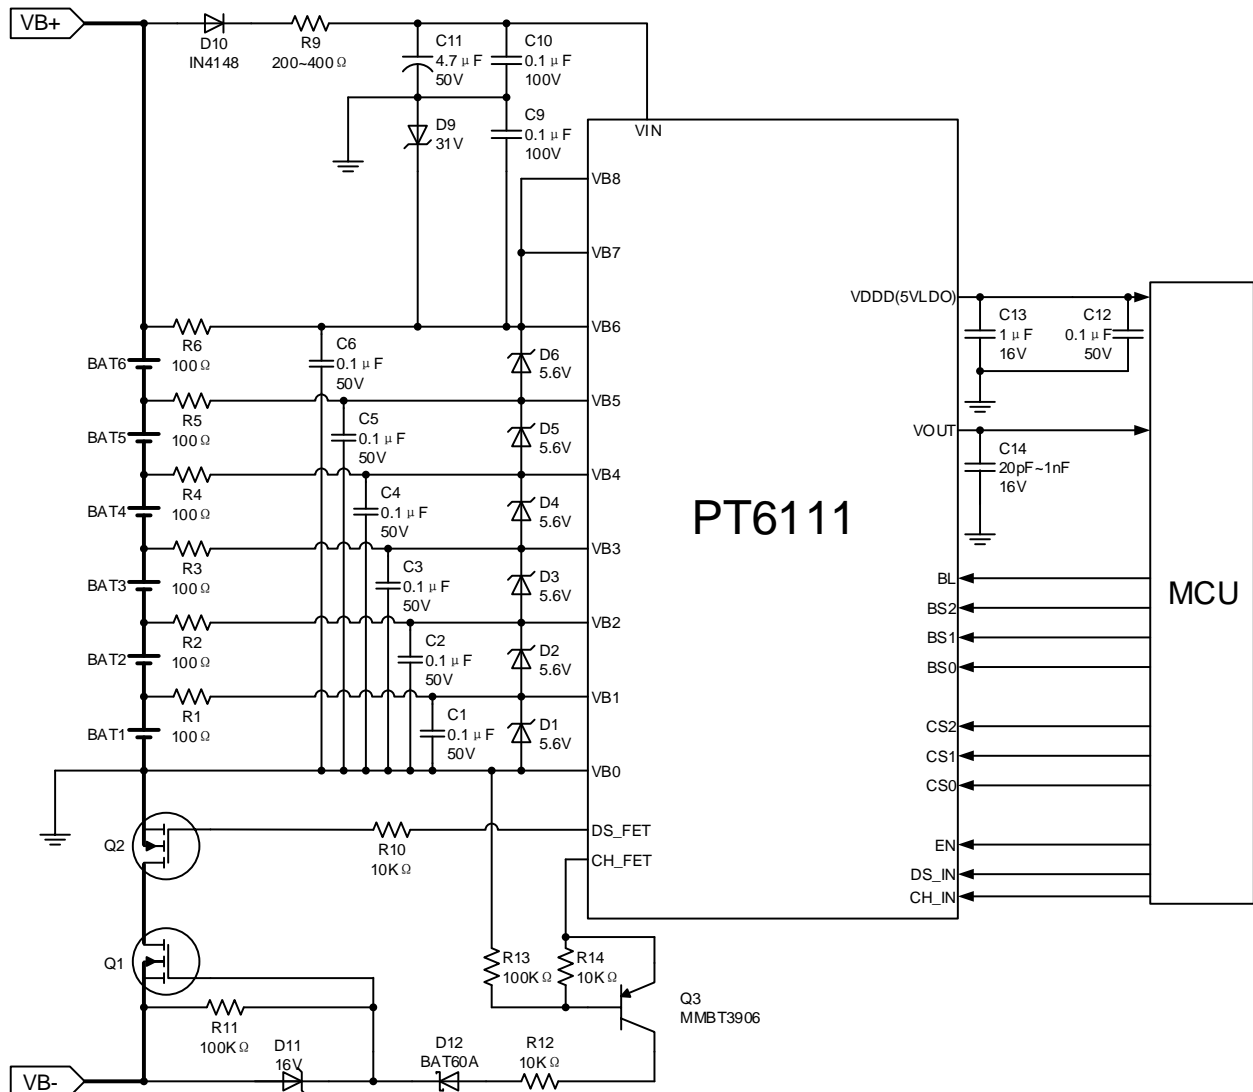 VB+
D10
IN4148
R9
200~400Ω
C11
4.7μF
50V
C10
0.1μF
100V
D9
31V
C9
0.1μF
100V
VIN
VB8
VB7
VB6
VB5
VB4
VB3
VB2
VB1
VB0
DS_FET
CH_FET
PT6111
VDDD(5VLDO)
VOUT
BL
BS2
BS1
BS0
CS2
CS1
CS0
EN
DS_IN
CH_IN
C13
1μF
16V
C12
0.1μF
50V
C14
20pF~1nF
16V
MCU
BAT6
R6
100Ω
C6
0.1μF
50V
D6
5.6V
BAT5
R5
100Ω
C5
0.1μF
50V
D5
5.6V
BAT4
R4
100Ω
C4
0.1μF
50V
D4
5.6V
BAT3
R3
100Ω
C3
0.1μF
50V
D3
5.6V
BAT2
R2
100Ω
C2
0.1μF
50V
D2
5.6V
BAT1
R1
100Ω
C1
0.1μF
50V
D1
5.6V
Q2
R10
10KΩ
Q1
R13
100KΩ
R14
10KΩ
Q3
MMBT3906
R11
100KΩ
D11
16V
D12
BAT60A
R12
10KΩ
VB-